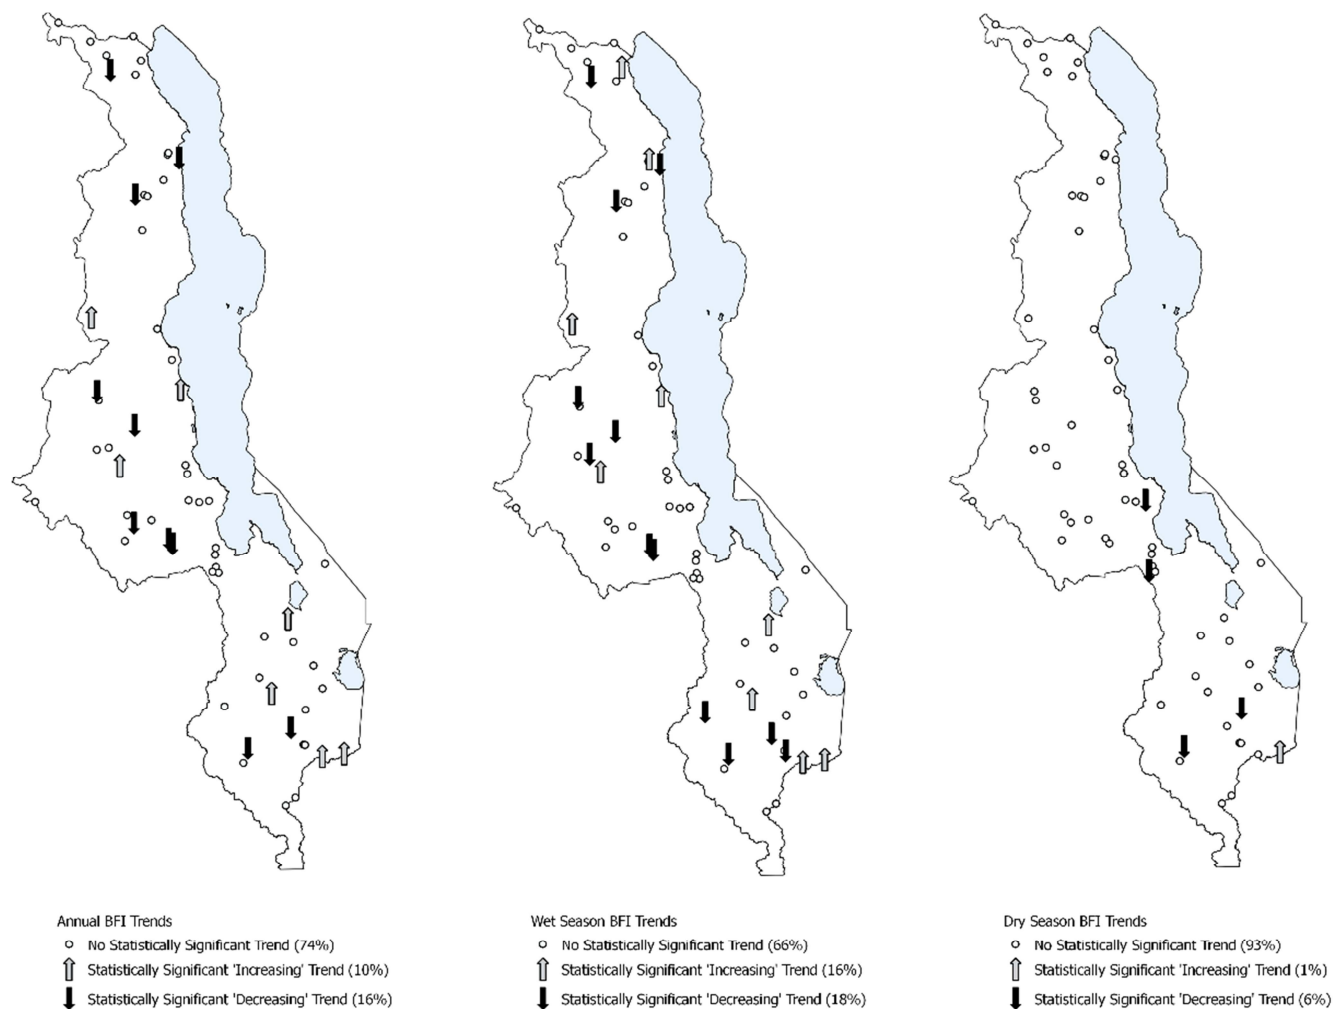 Annual BFI Trends
No Statistically Significant Trend (74%)
Statistically Significant 'Increasing' Trend (10%)
Statistically Significant 'Decreasing' Trend (16%)
Wet Season BFI Trends
No Statistically Significant Trend (66%)
Statistically Significant 'Increasing' Trend (16%)
Statistically Significant 'Decreasing' Trend (18%)
Dry Season BFI Trends
No Statistically Significant Trend (93%)
Statistically Significant 'Increasing' Trend (1%)
Statistically Significant 'Decreasing' Trend (6%)